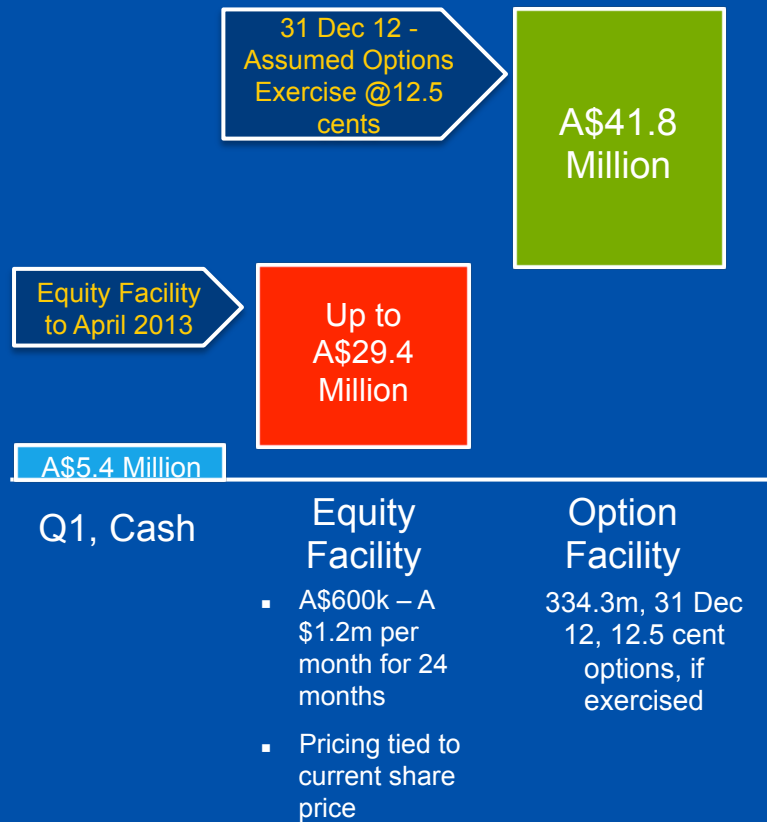 31 Dec 12 -
Assumed Options
Exercise @12.5
cents
A$41.8
Million
Equity Facility
to April 2013
Up to
A$29.4
Million
A$5.4 Million
Q1, Cash
Equity
Facility
▪ A$600k – A
$1.2m per
month for 24
months
▪ Pricing tied to
current share
price
Option
Facility
334.3m, 31 Dec
12, 12.5 cent
options, if
exercised